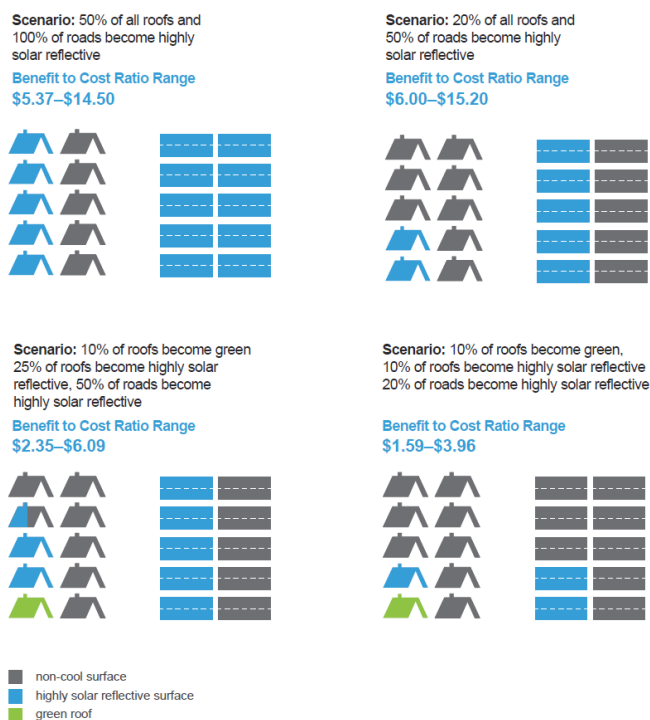 Scenario: 50% of all roofs and
100% of roads become highly
solar reflective
Benefit to Cost Ratio Range
$5.37–$14.50
Scenario: 20% of all roofs and
50% of roads become highly
solar reflective
Benefit to Cost Ratio Range
$6.00–$15.20
Scenario: 10% of roofs become green
25% of roofs become highly solar
reflective, 50% of roads become
highly solar reflective
Benefit to Cost Ratio Range
$2.35–$6.09
Scenario: 10% of roofs become green,
10% of roofs become highly solar reflective
20% of roads become highly solar reflective
Benefit to Cost Ratio Range
$1.59–$3.96
non-cool surface
highly solar reflective surface
green roof